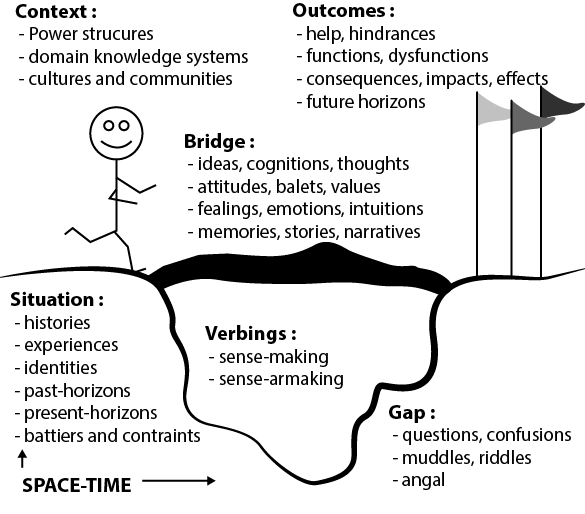 Context :
- Power strucures
- domain knowledge systems
- cultures and communities
Outcomes :
- help, hindrances
- functions, dysfunctions
- consequences, impacts, effects
- future horizons
Bridge :
- ideas, cognitions, thoughts
- attitudes, balets, values
- fealings, emotions, intuitions
- memories, stories, narratives
Situation :
- histories
- experiences
- identities
- past-horizons
- present-horizons
- battiers and contraints
Verbings :
- sense-making
- sense-armaking
Gap :
- questions, confusions
- muddles, riddles
- angal
SPACE-TIME